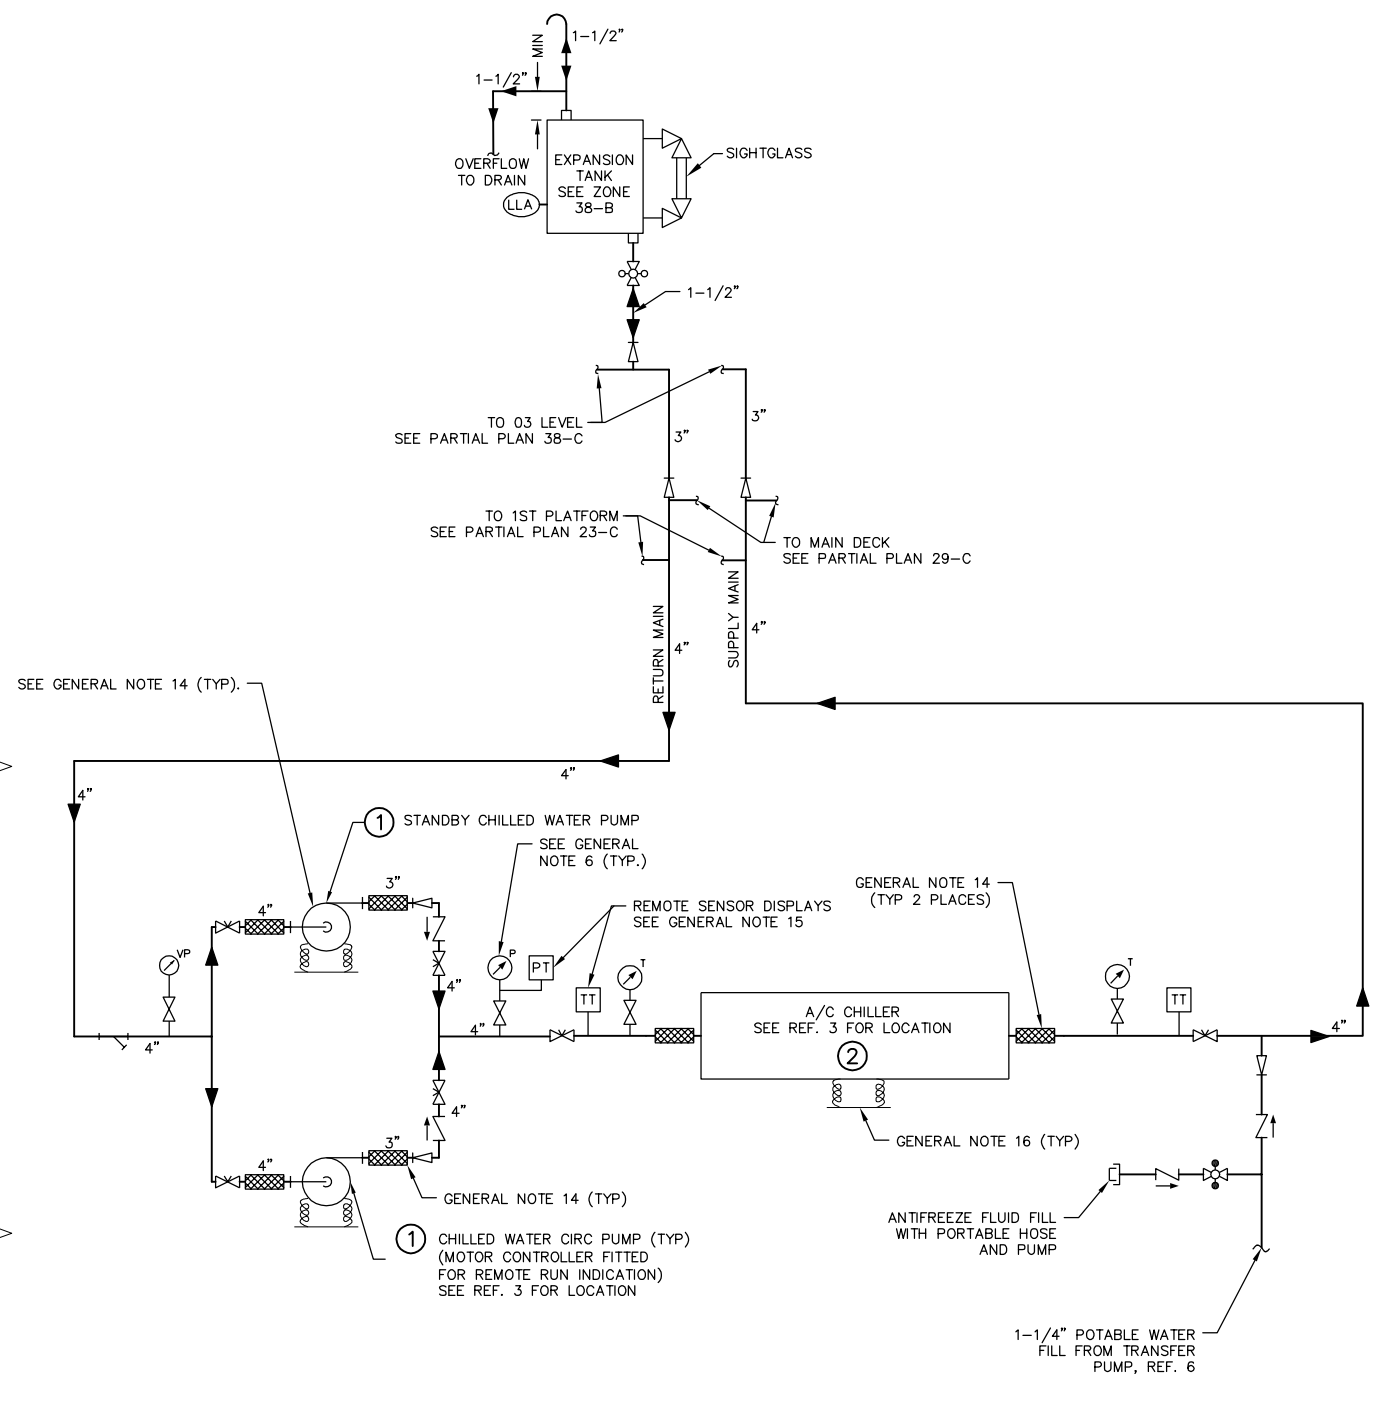 1-1/2"
MIN
1-1/2"
OVERFLOW
TO DRAIN
EXPANSION
TANK
SEE ZONE
38-B
LLA
SIGHTGLASS
1-1/2"
TO 03 LEVEL
SEE PARTIAL PLAN 38-C
3"
3"
TO 1ST PLATFORM
SEE PARTIAL PLAN 23-C
TO MAIN DECK
SEE PARTIAL PLAN 29-C
RETURN MAIN
4"
SUPPLY MAIN
4"
SEE GENERAL NOTE 14 (TYP).
4"
4"
1
STANDBY CHILLED WATER PUMP
SEE GENERAL
NOTE 6 (TYP.)
3"
4"
GENERAL NOTE 14
(TYP 2 PLACES)
REMOTE SENSOR DISPLAYS
SEE GENERAL NOTE 15
VP
P
PT
TT
T
T
TT
4"
4"
4"
4"
A/C CHILLER
SEE REF. 3 FOR LOCATION
2
4"
3"
4"
GENERAL NOTE 16 (TYP)
GENERAL NOTE 14 (TYP)
1
CHILLED WATER CIRC PUMP (TYP)
(MOTOR CONTROLLER FITTED
FOR REMOTE RUN INDICATION)
SEE REF. 3 FOR LOCATION
ANTIFREEZE FLUID FILL
WITH PORTABLE HOSE
AND PUMP
1-1/4" POTABLE WATER
FILL FROM TRANSFER
PUMP, REF. 6
4"